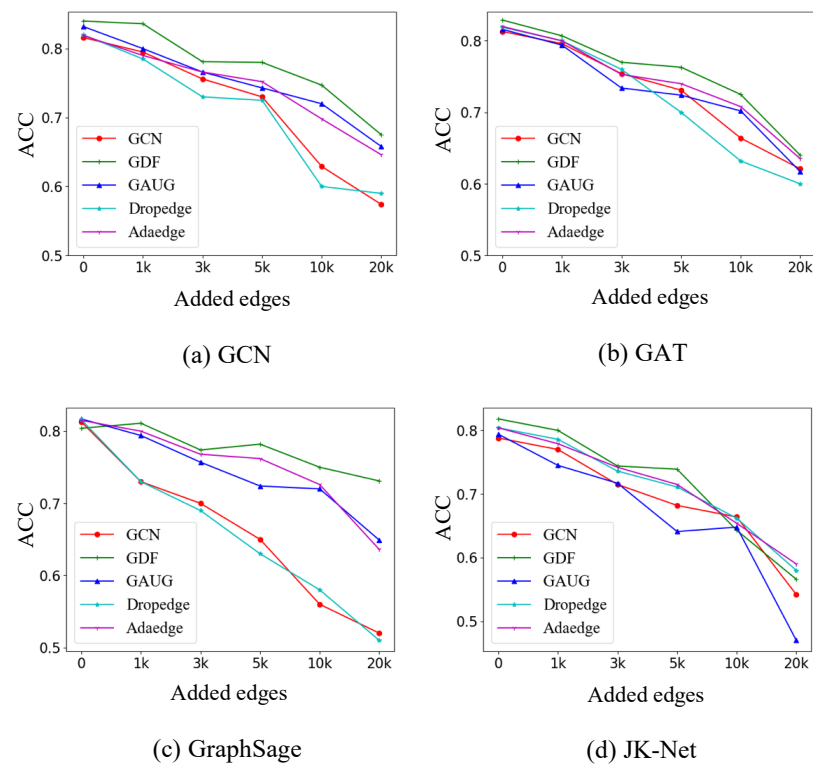 0.8
0.7
0.6
0.5
ACC
GCN
GDF
GAUG
Dropedge
Adaedge
0 1k 3k 5k 10k 20k
Added edges
(a) GCN
0.8
0.7
0.6
0.5
ACC
GCN
GDF
GAUG
Dropedge
Adaedge
0 1k 3k 5k 10k 20k
Added edges
(b) GAT
0.8
0.7
0.6
0.5
ACC
GCN
GDF
GAUG
Dropedge
Adaedge
0 1k 3k 5k 10k 20k
Added edges
(c) GraphSage
0.8
0.7
0.6
0.5
ACC
GCN
GDF
GAUG
Dropedge
Adaedge
0 1k 3k 5k 10k 20k
Added edges
(d) JK-Net